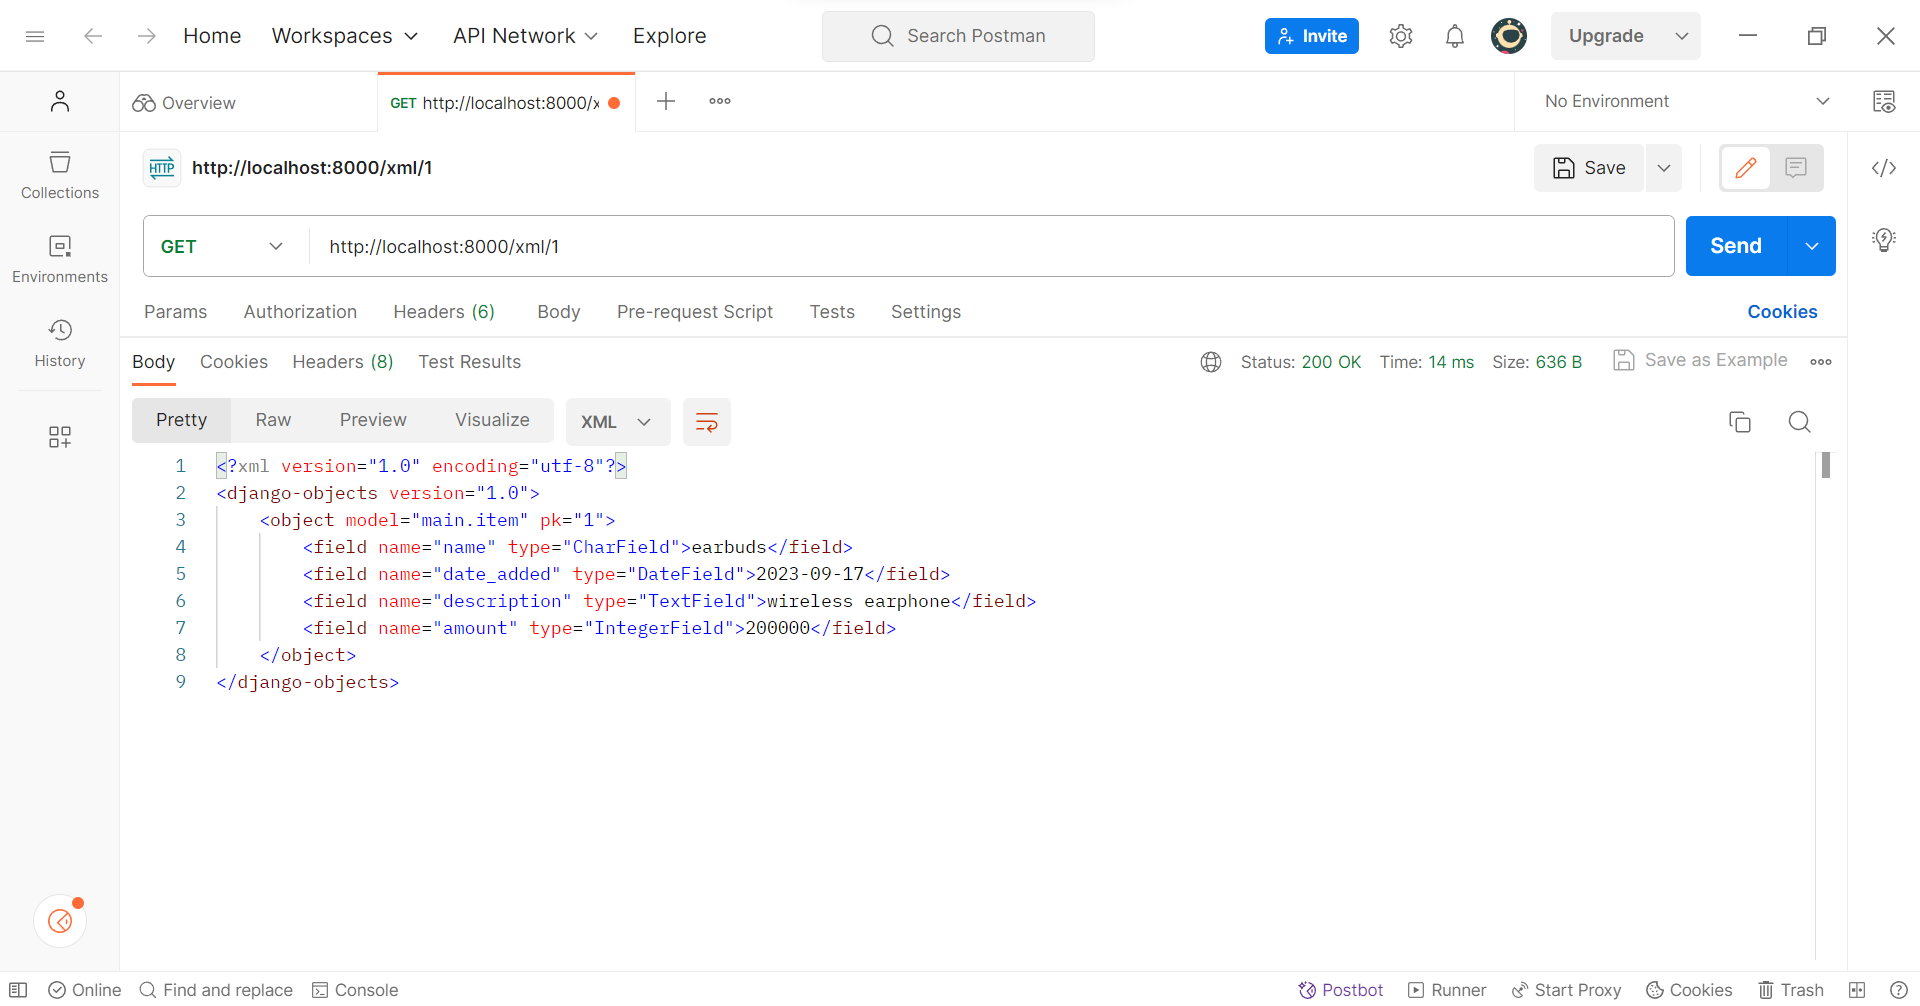 Home Workspaces API Network Explore Search Postman Invite Upgrade
Overview GET http://localhost:8000/x No Environment
HTTP http://localhost:8000/xml/1 Save
Collections
GET http://localhost:8000/xml/1 Send
Environments
Params Authorization Headers (6) Body Pre-request Script Tests Settings Cookies
History
Body Cookies Headers (8) Test Results Status: 200 OK Time: 14 ms Size: 636 B Save as Example
Pretty Raw Preview Visualize XML
1 <?xml version="1.0" encoding="utf-8"?>
2 <django-objects version="1.0">
3 <object model="main.item" pk="1">
4 <field name="name" type="CharField">earbuds</field>
5 <field name="date_added" type="DateField">2023-09-17</field>
6 <field name="description" type="TextField">wireless earphone</field>
7 <field name="amount" type="IntegerField">200000</field>
8 </object>
9 </django-objects>
Online Find and replace Console Postbot Runner Start Proxy Cookies Trash